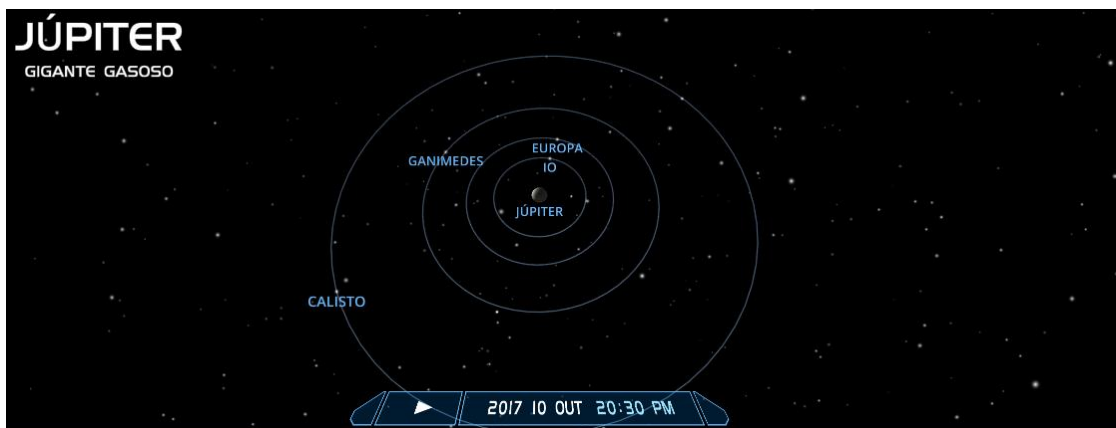 JÚPITER
GIGANTE GASOSO
EUROPA
GANIMEDES
IO
JÚPITER
CALISTO
2017 10 OUT 20:30 PM